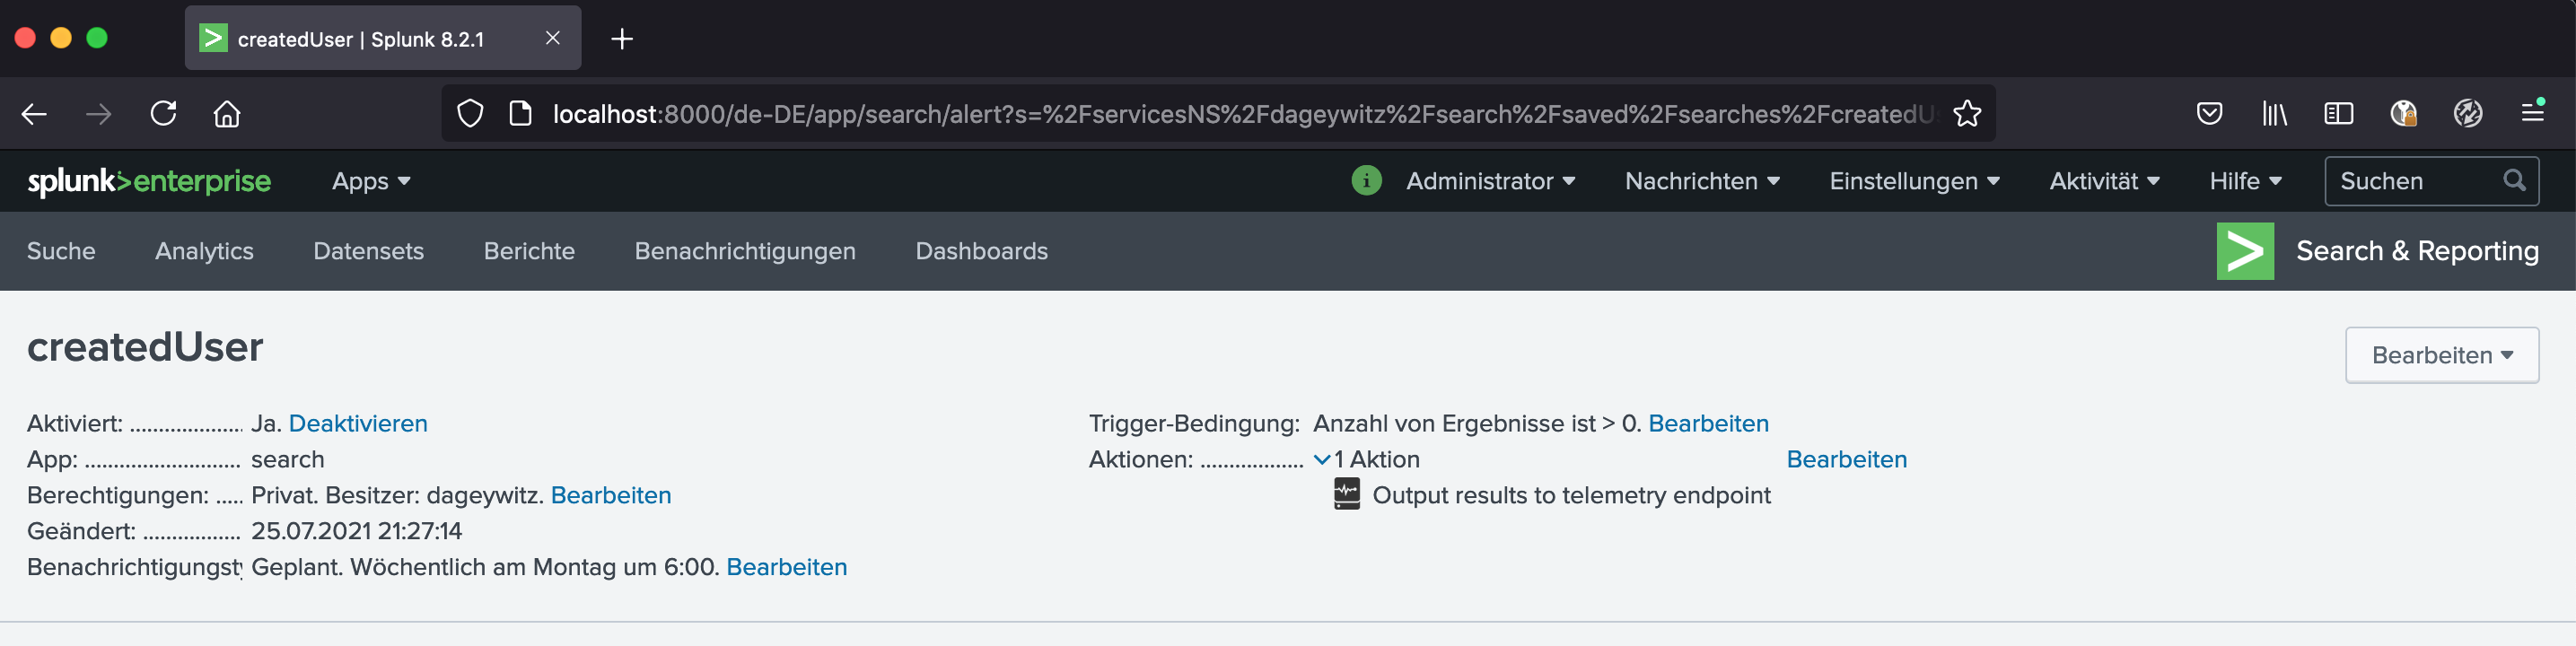 createdUser | Splunk 8.2.1
localhost:8000/de-DE/app/search/alert?s=%2FservicesNS%2Fdageywitz%2Fsearch%2Fsaved%2Fsearches%2FcreatedU
splunk>enterprise Apps Administrator Nachrichten Einstellungen Aktivität Hilfe Suchen
Suche Analytics Datensets Berichte Benachrichtigungen Dashboards Search & Reporting
createdUser
Bearbeiten
Aktiviert: ................... Ja. Deaktivieren
App: ........................... search
Berechtigungen: ..... Privat. Besitzer: dageywitz. Bearbeiten
Geändert: ................. 25.07.2021 21:27:14
Benachrichtigungsty Geplant. Wöchentlich am Montag um 6:00. Bearbeiten
Trigger-Bedingung: Anzahl von Ergebnisse ist > 0. Bearbeiten
Aktionen: .................. 1 Aktion Bearbeiten
Output results to telemetry endpoint